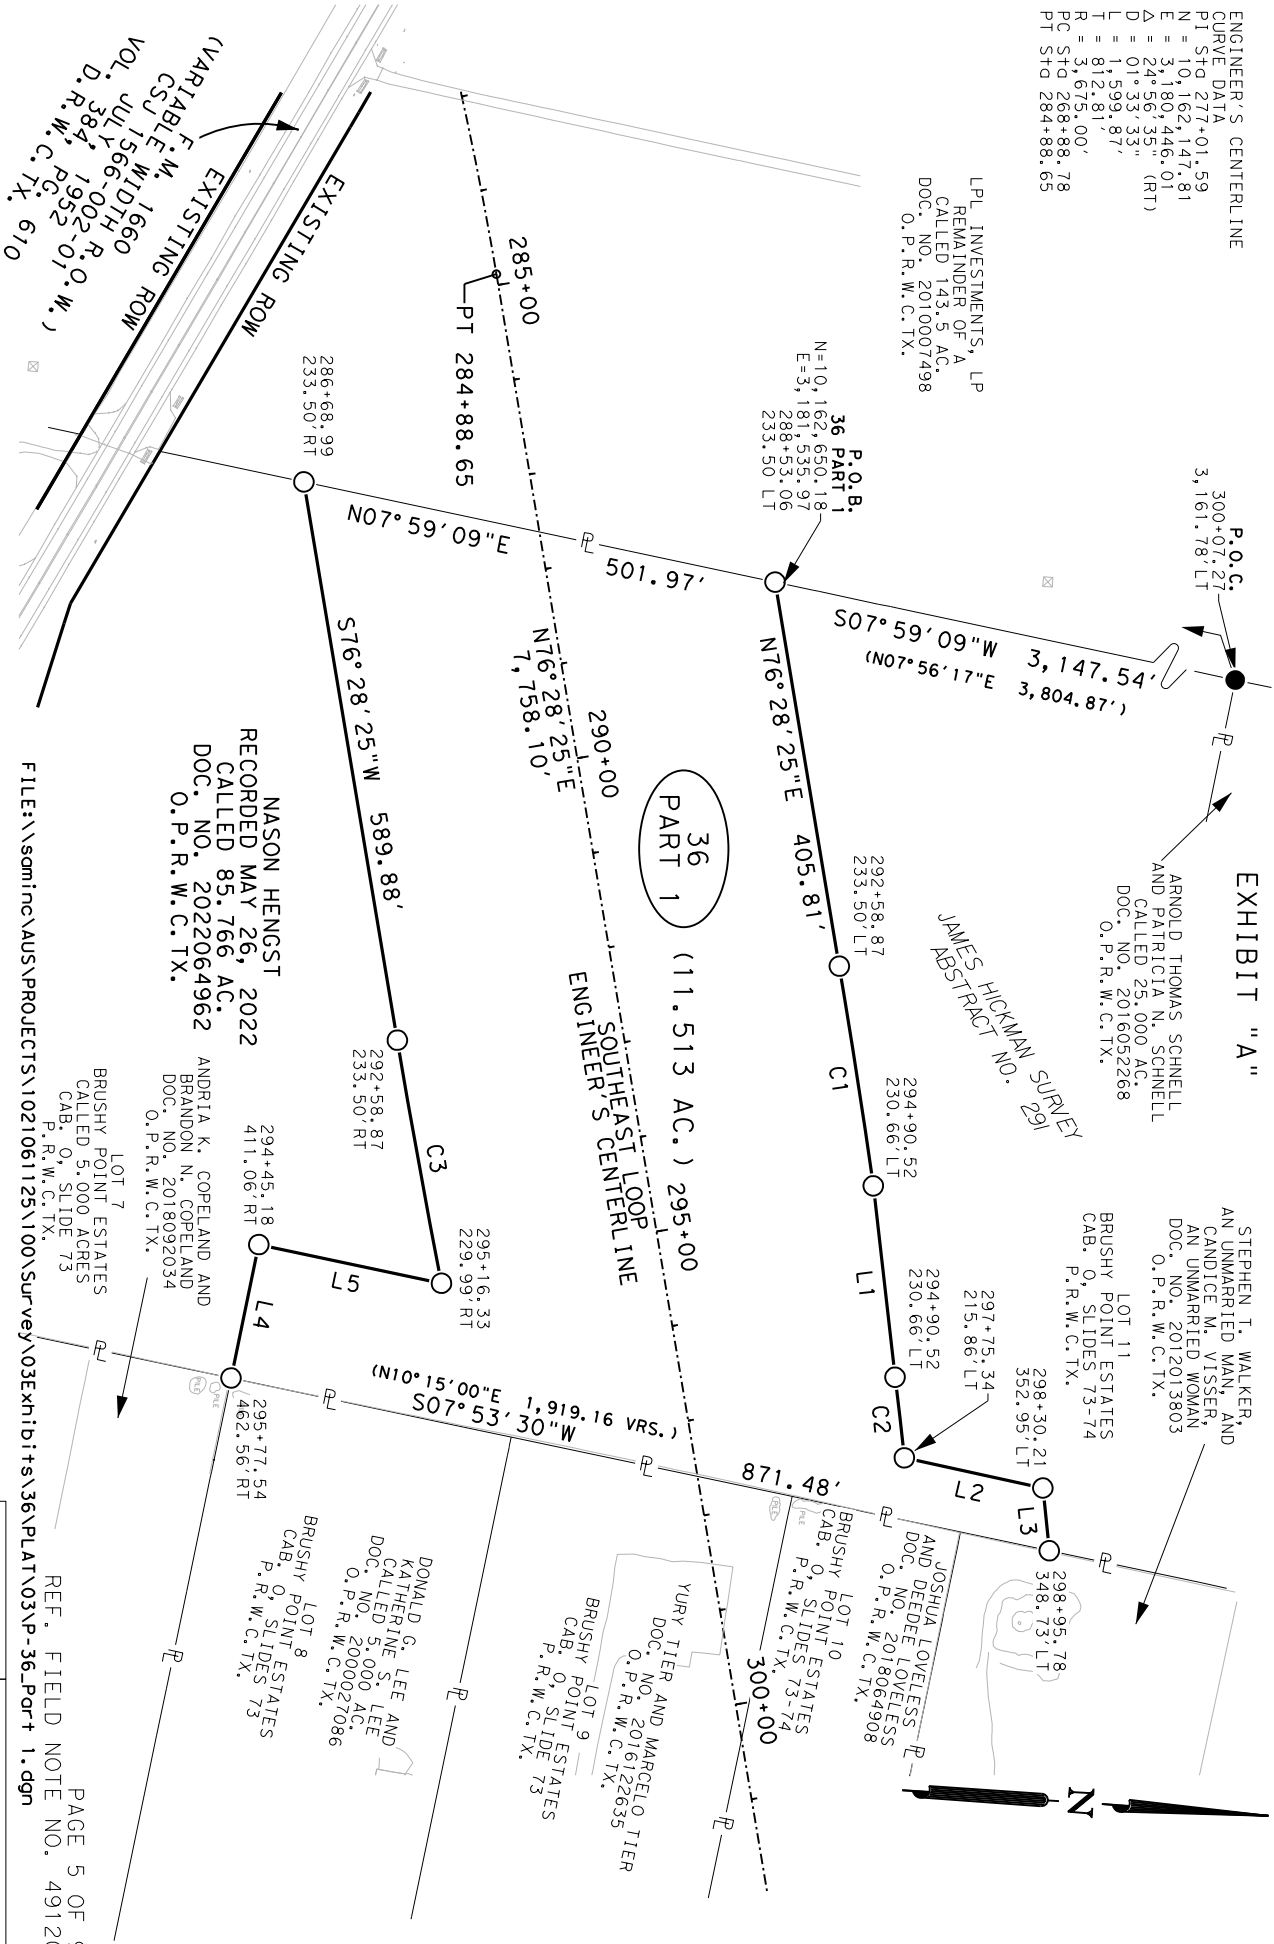 EXHIBIT "A"
ENGINEER'S CENTERLINE
CURVE DATA
PI Sta 277+01.59
N = 10,162,147.81
E = 3,180,446.01
Δ = 24°56'35" (RT)
D = 01°33'33"
L = 1,599.87'
T = 812.81'
R = 3,675.00'
PC Sta 268+88.78
PT Sta 284+88.65
P.O.C.
300+07.27
3,161.78'LT
ARNOLD THOMAS SCHNELL
AND PATRICIA N. SCHNELL
CALLED 25.000 AC.
DOC. NO. 2016052268
O.P.R.W.C.TX.
STEPHEN T. WALKER,
AN UNMARRIED MAN, AND
CANDICE M. VISSER,
AN UNMARRIED WOMAN
DOC. NO. 2012013803
O.P.R.W.C.TX.
LOT 11
BRUSHY POINT ESTATES
CAB. O, SLIDES 73-74
P.R.W.C.TX.
LPL INVESTMENTS, LP
REMAINDER OF A
CALLED 143.5 AC.
DOC. NO. 2010007498
O.P.R.W.C.TX.
S07°59'09"W 3,147.54'
(N07°56'17"E 3,804.87')
P.O.B.
36 PART 1
N=10,162,650.18
E=3,181,535.97
288+53.06
233.50 LT
JAMES HICKMAN SURVEY
ABSTRACT NO. 291
N76°28'25"E 405.81'
292+58.87
233.50'LT
C1
294+90.52
230.66'LT
L1
294+90.52
230.66'LT
C2
297+75.34
215.86'LT
L2
298+30.21
352.95'LT
L3
298+95.78
348.73'LT
JOSHUA LOVELESS
AND DEEDEE LOVELESS
DOC. NO. 2018064908
O.P.R.W.C.TX.
LOT 10
BRUSHY POINT ESTATES
CAB. O, SLIDES 73-74
P.R.W.C.TX.
PILE
PILE
36
PART 1
(11.513 AC.)
285+00
PT 284+88.65
290+00
N76°28'25"E
7,758.10'
295+00
SOUTHEAST LOOP
ENGINEER'S CENTERLINE
300+00
N07°59'09"E
501.97'
871.48'
(N10°15'00"E 1,919.16 VRS.)
S07°53'30"W
YURY TIER AND MARCELO TIER
DOC. NO. 2016122635
O.P.R.W.C.TX.
LOT 9
BRUSHY POINT ESTATES
CAB. O, SLIDE 73
P.R.W.C.TX.
286+68.99
233.50'RT
S76°28'25"W 589.88'
292+58.87
233.50'RT
C3
295+16.33
229.99'RT
L5
294+45.18
411.06'RT
L4
295+77.54
462.56'RT
PILE
PILE
DONALD G. LEE AND
KATHERINE S. LEE
CALLED 5.000 AC.
DOC. NO. 2000027086
O.P.R.W.C.TX.
LOT 8
BRUSHY POINT ESTATES
CAB. O, SLIDES 73
P.R.W.C.TX.
EXISTING ROW
EXISTING ROW
F.M. 1660
(VARIABLE WIDTH R.O.W.)
CSJ 1566-002-01
JULY, 1952
VOL. 384, PG. 610
D.R.W.C.TX.
NASON HENGST
RECORDED MAY 26, 2022
CALLED 85.766 AC.
DOC. NO. 2022064962
O.P.R.W.C.TX.
ANDRIA K. COPELAND AND
BRANDON N. COPELAND
DOC. NO. 2018092034
O.P.R.W.C.TX.
LOT 7
BRUSHY POINT ESTATES
CALLED 5.000 ACRES
CAB. O, SLIDE 73
P.R.W.C.TX.
N
FILE:\\saminc\AUS\PROJECTS\1021061125\100\Survey\03Exhibits\36\PLAT\03\P-36_Part 1.dgn
PAGE 5 OF
REF. FIELD NOTE NO. 4912